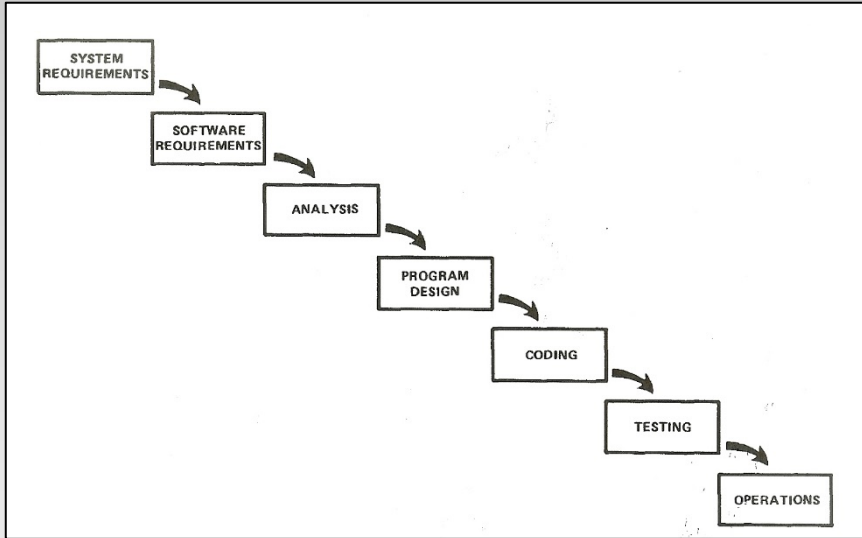 SYSTEM
REQUIREMENTS
SOFTWARE
REQUIREMENTS
ANALYSIS
PROGRAM
DESIGN
CODING
TESTING
OPERATIONS